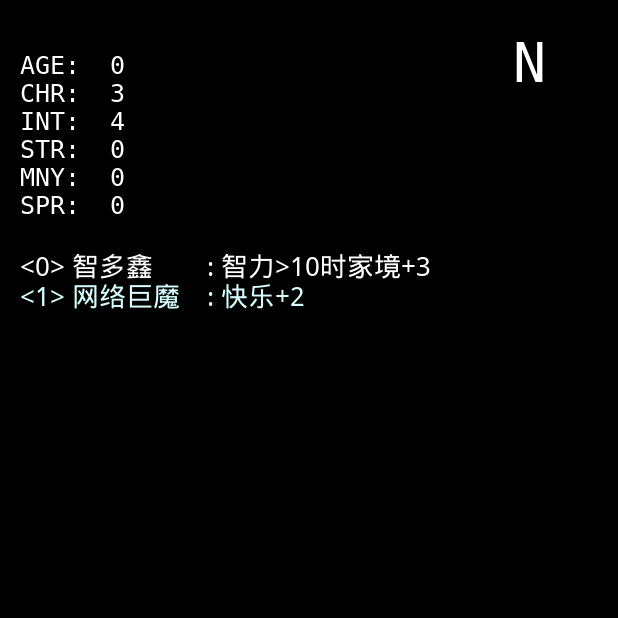 N
AGE: 0
CHR: 3
INT: 4
STR: 0
MNY: 0
SPR: 0
<0> 智多鑫 : 智力>10时家境+3
<1> 网络巨魔 : 快乐+2